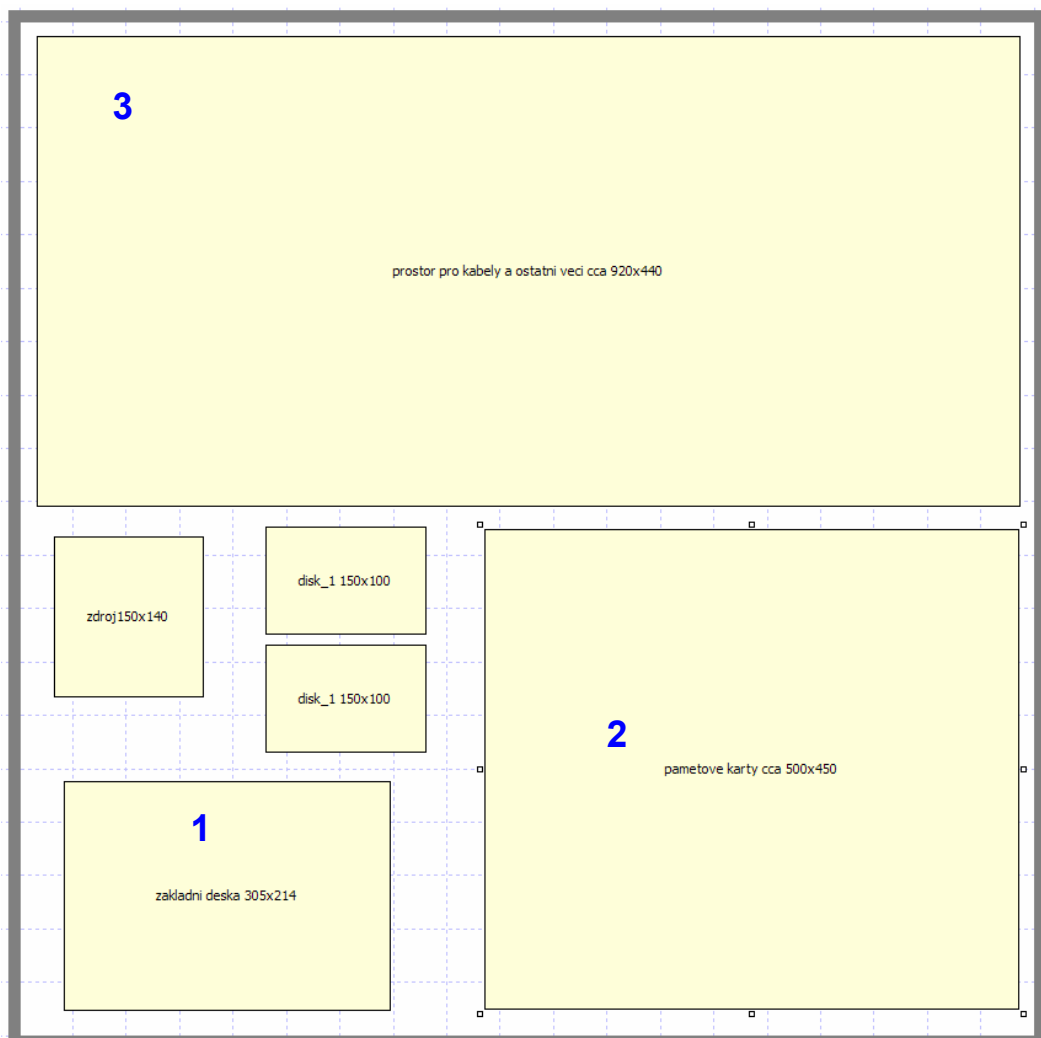 3
prostor pro kabely a ostatni veci cca 920x440
disk_1 150x100
zdroj150x140
disk_1 150x100
2
pametove karty cca 500x450
1
zakladni deska 305x214